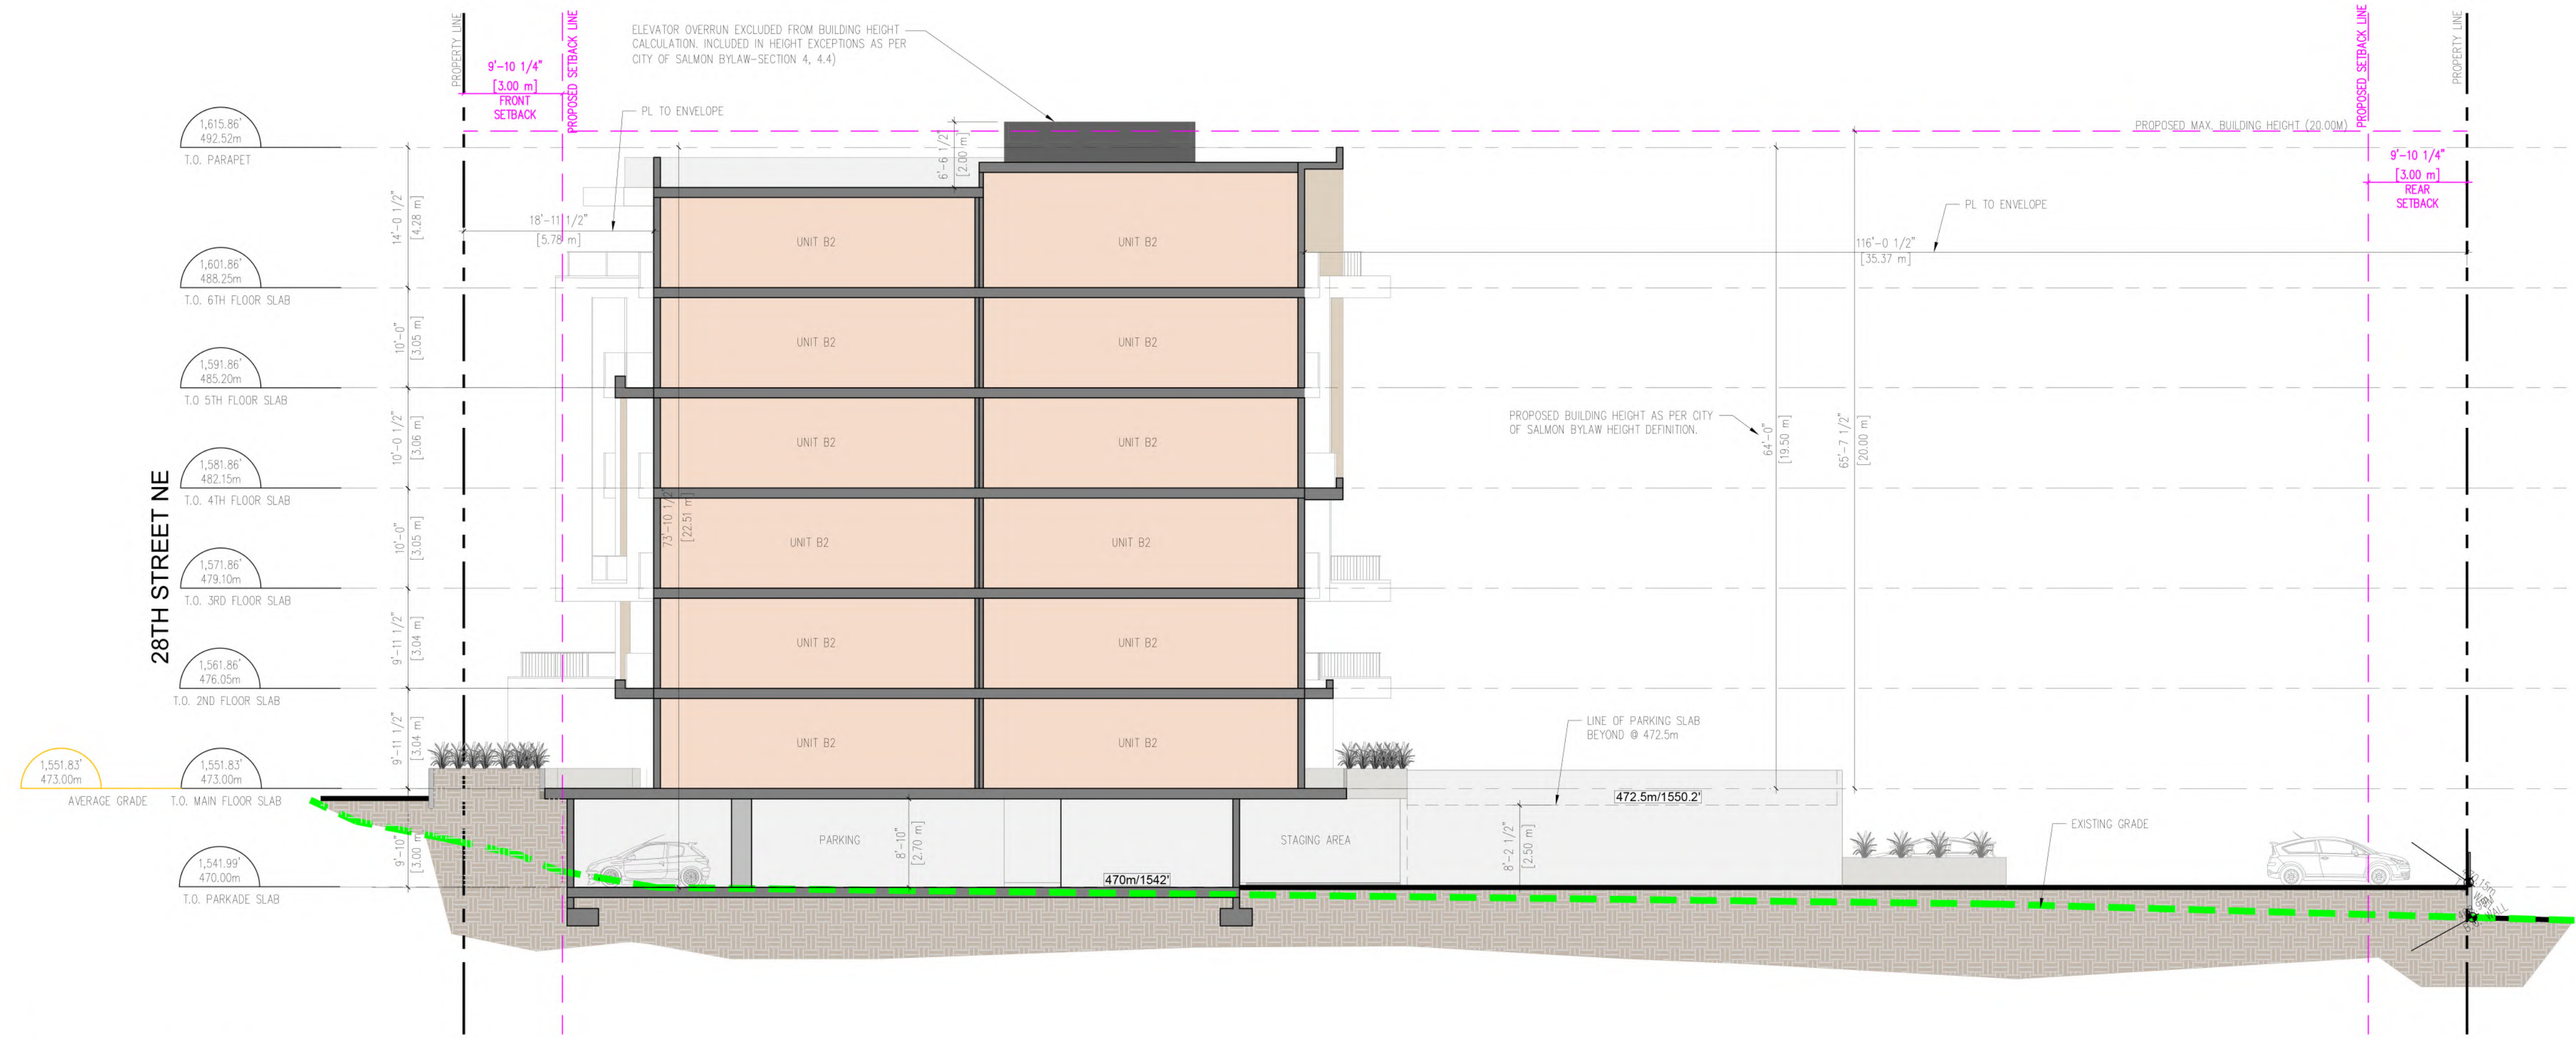 PROPERTY LINE
PROPOSED SETBACK LINE
9'-10 1/4"
[3.00 m]
FRONT
SETBACK
ELEVATOR OVERRUN EXCLUDED FROM BUILDING HEIGHT
CALCULATION. INCLUDED IN HEIGHT EXCEPTIONS AS PER
CITY OF SALMON BYLAW-SECTION 4, 4.4)
PL TO ENVELOPE
PROPOSED SETBACK LINE
PROPERTY LINE
PROPOSED MAX. BUILDING HEIGHT (20.00M)
9'-10 1/4"
[3.00 m]
REAR
SETBACK
1,615.86'
492.52m
T.O. PARAPET
6'-6 1/2"
[2.00 m]
14'-0 1/2"
[4.28 m]
18'-11 1/2"
[5.78 m]
PL TO ENVELOPE
116'-0 1/2"
[35.37 m]
UNIT B2
UNIT B2
1,601.86'
488.25m
T.O. 6TH FLOOR SLAB
10'-0"
[3.05 m]
UNIT B2
UNIT B2
1,591.86'
485.20m
T.O 5TH FLOOR SLAB
10'-0 1/2"
[3.06 m]
UNIT B2
UNIT B2
PROPOSED BUILDING HEIGHT AS PER CITY
OF SALMON BYLAW HEIGHT DEFINITION.
64'-0"
[19.50 m]
65'-7 1/2"
[20.00 m]
1,581.86'
482.15m
T.O. 4TH FLOOR SLAB
28TH STREET NE
10'-0"
[3.05 m]
73'-10 1/2"
[22.51 m]
UNIT B2
UNIT B2
1,571.86'
479.10m
T.O. 3RD FLOOR SLAB
9'-11 1/2"
[3.04 m]
UNIT B2
UNIT B2
1,561.86'
476.05m
T.O. 2ND FLOOR SLAB
9'-11 1/2"
[3.04 m]
UNIT B2
UNIT B2
LINE OF PARKING SLAB
BEYOND @ 472.5m
1,551.83'
473.00m
AVERAGE GRADE
1,551.83'
473.00m
T.O. MAIN FLOOR SLAB
472.5m/1550.2'
EXISTING GRADE
9'-10"
[3.00 m]
PARKING
8'-10"
[2.70 m]
STAGING AREA
8'-2 1/2"
[2.50 m]
1,541.99'
470.00m
T.O. PARKADE SLAB
470m/1542'